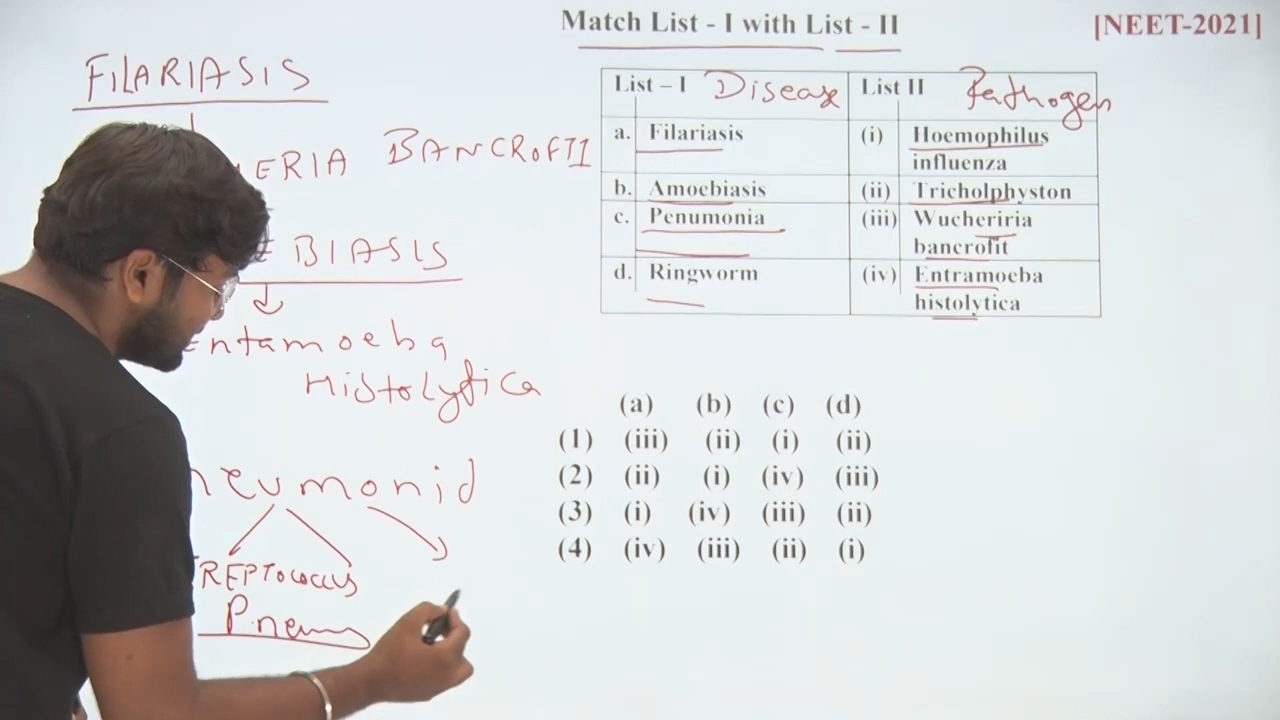 Match List - I with List - II
[NEET-2021]
List – I Disease List II Pathogen
a. Filariasis (i) Hoemophilus
influenza
b. Amoebiasis (ii) Tricholphyston
c. Penumonia (iii) Wucheriria
bancrofit
d. Ringworm (iv) Entramoeba
histolytica
(a) (b) (c) (d)
(1) (iii) (ii) (i) (ii)
(2) (ii) (i) (iv) (iii)
(3) (i) (iv) (iii) (ii)
(4) (iv) (iii) (ii) (i)
FILARIASIS
ERIA BANCROFTI
BIASIS
entamoeba
Histolytica
neumonia
REPTOCOCCUS
Pneum